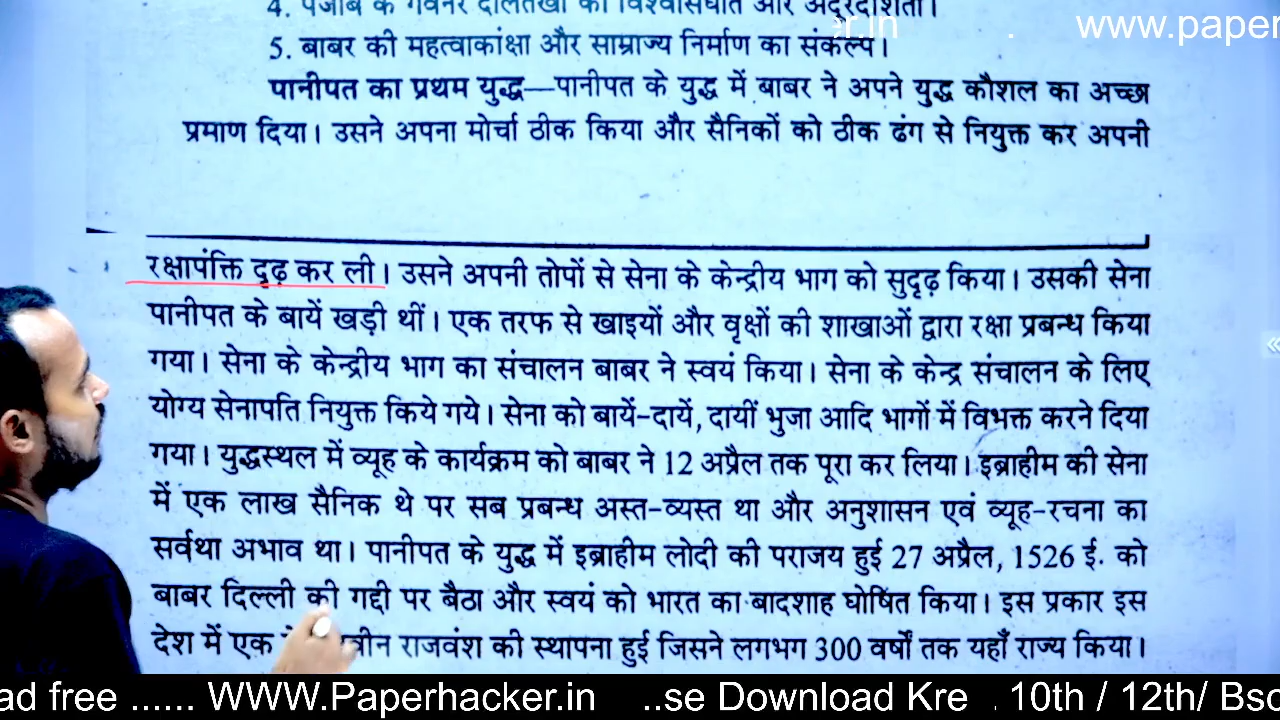 4. पंजाब के गवर्नर दौलतखाँ का विश्वासघात और अदूरदर्शिता।
er.in . www.paper
5. बाबर की महत्वाकांक्षा और साम्राज्य निर्माण का संकल्प।
पानीपत का प्रथम युद्ध—पानीपत के युद्ध में बाबर ने अपने युद्ध कौशल का अच्छा
प्रमाण दिया। उसने अपना मोर्चा ठीक किया और सैनिकों को ठीक ढंग से नियुक्त कर अपनी
रक्षापंक्ति दृढ़ कर ली। उसने अपनी तोपों से सेना के केन्द्रीय भाग को सुदृढ़ किया। उसकी सेना
पानीपत के बायें खड़ी थीं। एक तरफ से खाइयों और वृक्षों की शाखाओं द्वारा रक्षा प्रबन्ध किया
गया। सेना के केन्द्रीय भाग का संचालन बाबर ने स्वयं किया। सेना के केन्द्र संचालन के लिए
योग्य सेनापति नियुक्त किये गये। सेना को बायें-दायें, दायीं भुजा आदि भागों में विभक्त करने दिया
गया। युद्धस्थल में व्यूह के कार्यक्रम को बाबर ने 12 अप्रैल तक पूरा कर लिया। इब्राहीम की सेना
में एक लाख सैनिक थे पर सब प्रबन्ध अस्त-व्यस्त था और अनुशासन एवं व्यूह-रचना का
सर्वथा अभाव था। पानीपत के युद्ध में इब्राहीम लोदी की पराजय हुई 27 अप्रैल, 1526 ई. को
बाबर दिल्ली की गद्दी पर बैठा और स्वयं को भारत का बादशाह घोषित किया। इस प्रकार इस
देश में एक राजवंश की स्थापना हुई जिसने लगभग 300 वर्षों तक यहाँ राज्य किया।
ad free ...... WWW.Paperhacker.in ..se Download Kre . 10th / 12th/ Bsc